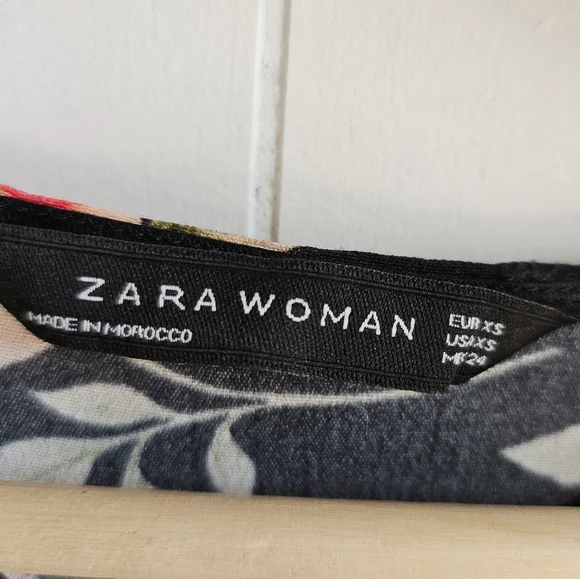 ZARA WOMAN
MADE IN MOROCCO
EUR XS
USA XS
MEX 24